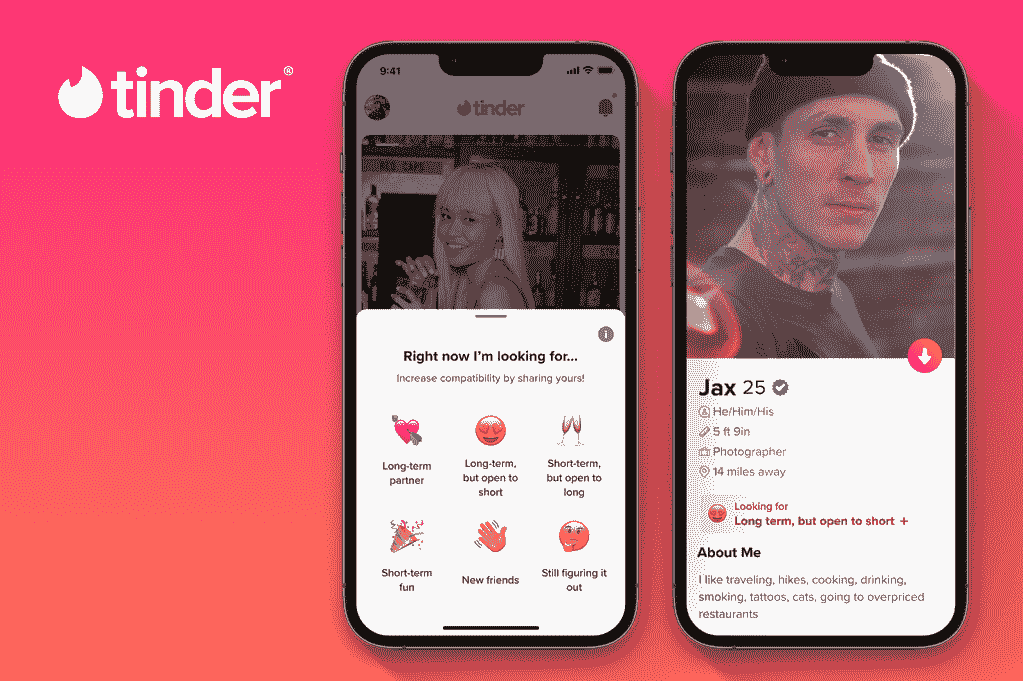 tinder®
9:41
tinder
Right now I'm looking for...
Increase compatibility by sharing yours!
Long-term
partner
Long-term,
but open to
short
Short-term,
but open to
long
Short-term
fun
New friends
Still figuring it
out
Jax 25
He/Him/His
5 ft 9in
Photographer
14 miles away
Looking for
Long term, but open to short +
About Me
I like traveling, hikes, cooking, drinking,
smoking, tattoos, cats, going to overpriced
restaurants